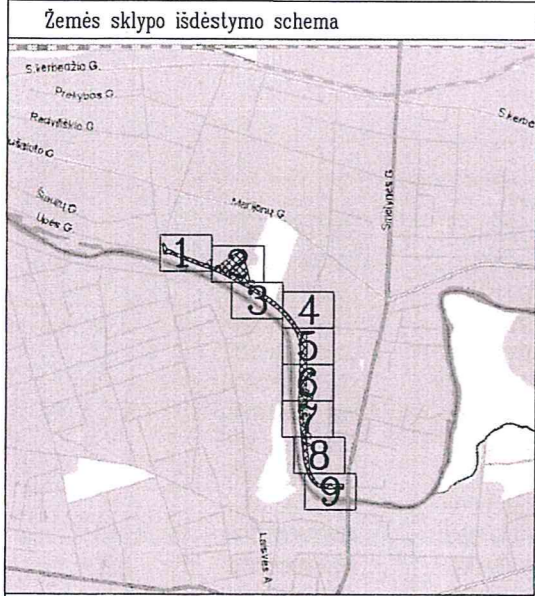 Žemės sklypo išdėstymo schema
S.Kerbedžio G.
Prekybos G.
Radviliškio G.
S.Kerbe
Smėlynės G.
Marijonų G.
Šiaulių G.
Upės G.
1
2
3
4
5
6
7
8
9
Laisvės A.